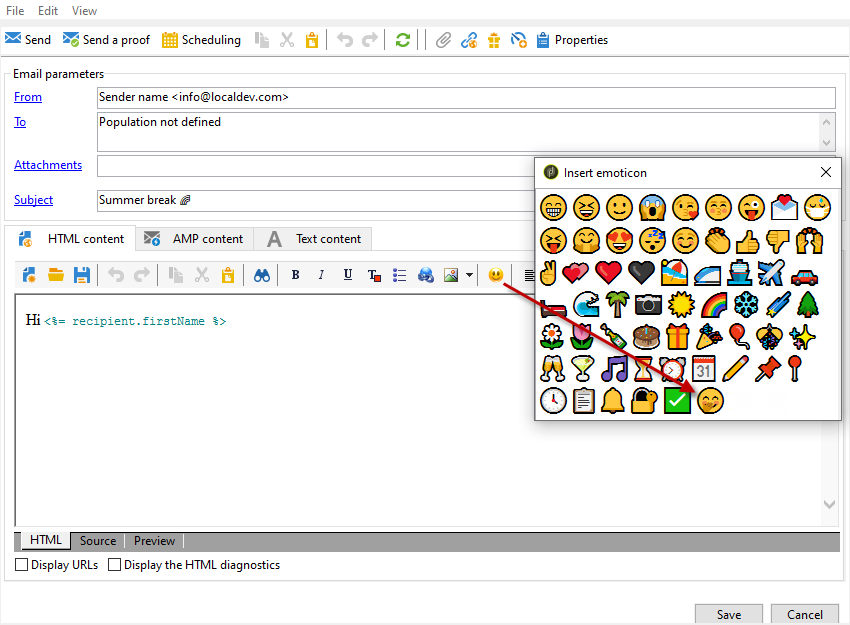 File Edit View
Send Send a proof Scheduling Properties
Email parameters
From Sender name <info@localdev.com>
To Population not defined
Attachments
Subject Summer break
Insert emoticon
HTML content AMP content Text content
B I U T
Hi <%= recipient.firstName %>
31
HTML Source Preview
Display URLs Display the HTML diagnostics
Save Cancel